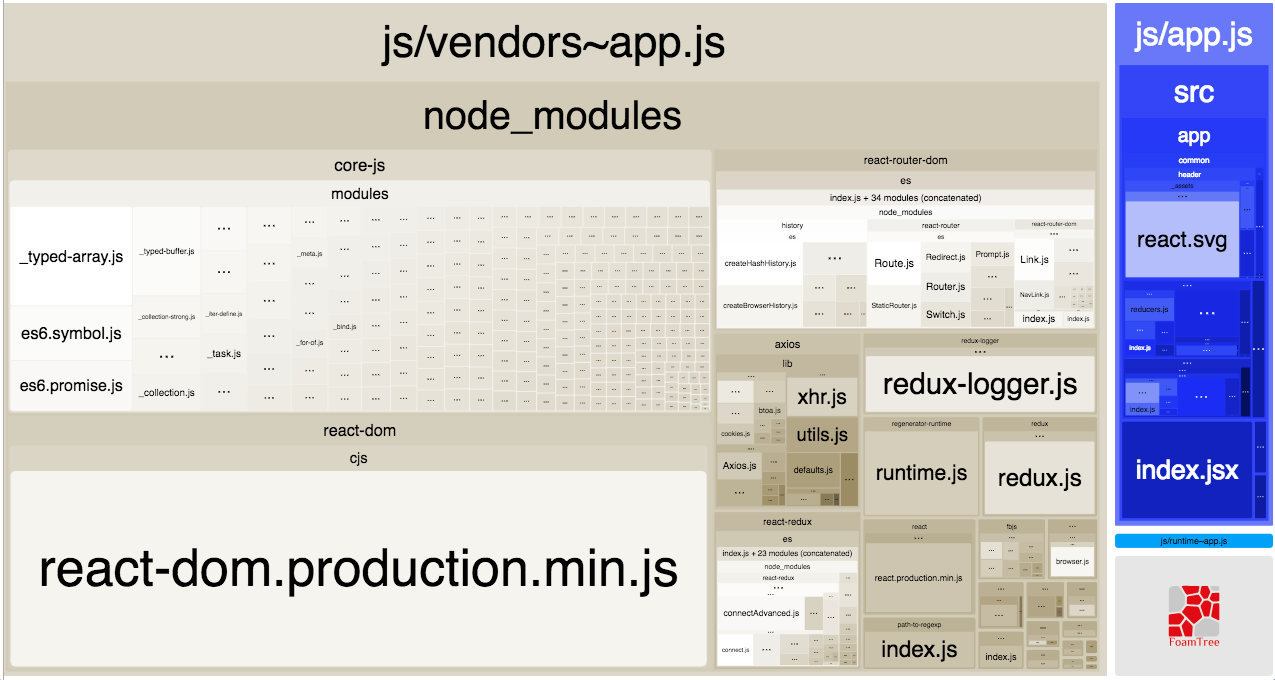 js/vendors~app.js
node_modules
core-js
modules
_typed-array.js
es6.symbol.js
es6.promise.js
_typed-buffer.js
_collection-strong.js
...
_collection.js
...
...
_iter-define.js
_task.js
...
_meta.js
_for-of.js
_bind.js
react-dom
cjs
react-dom.production.min.js
react-router-dom
es
index.js + 34 modules (concatenated)
node_modules
history
es
createHashHistory.js
createBrowserHistory.js
...
react-router
es
Route.js
StaticRouter.js
Redirect.js
Router.js
Switch.js
Prompt.js
...
react-router-dom
...
Link.js
NavLink.js
index.js
index.js
axios
lib
...
btoa.js
cookies.js
Axios.js
...
xhr.js
utils.js
defaults.js
...
redux-logger
...
redux-logger.js
regenerator-runtime
runtime.js
redux
...
redux.js
react-redux
es
index.js + 23 modules (concatenated)
node_modules
react-redux
...
connectAdvanced.js
...
connect.js
react
...
react.production.min.js
path-to-regexp
index.js
fbjs
...
browser.js
index.js
js/app.js
src
app
common
header
_assets
...
react.svg
...
reducers.js
...
index.js
...
index.js
...
index.jsx
js/runtime~app.js
FoamTree